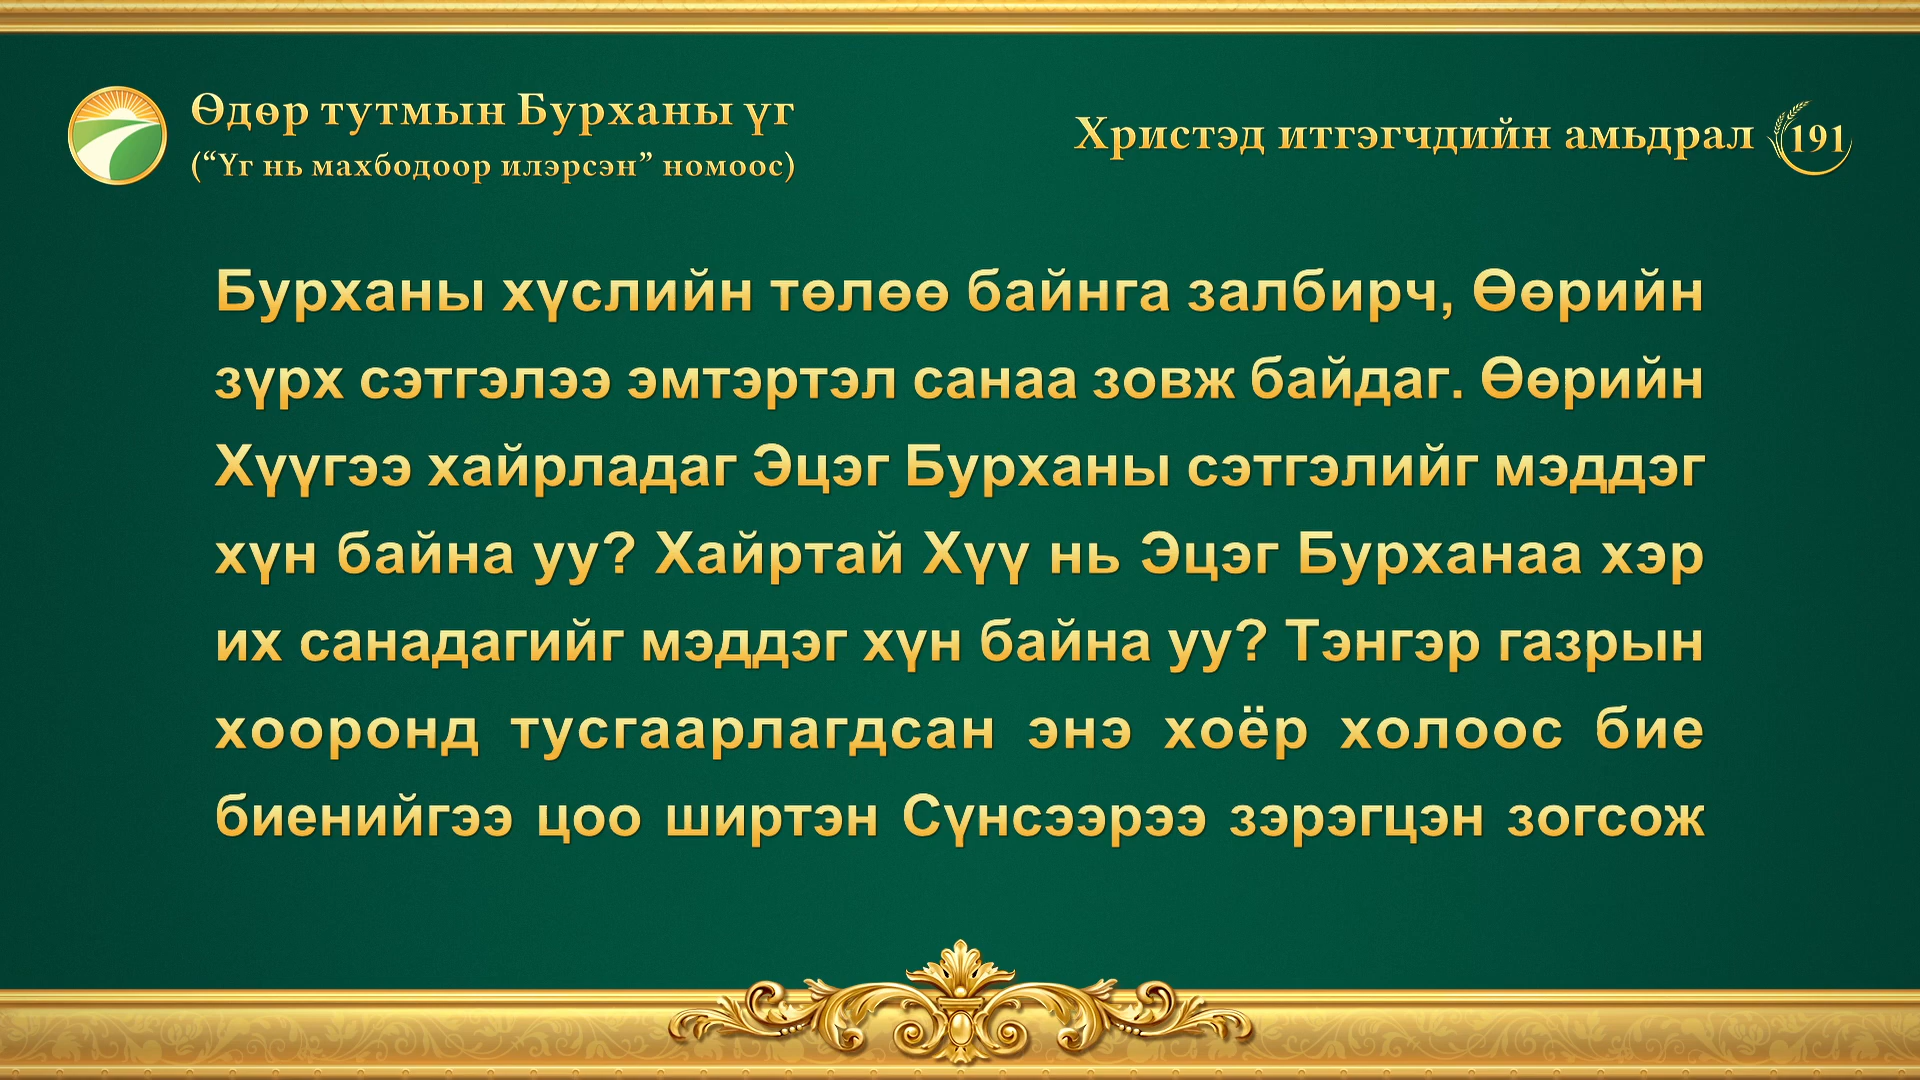 Өдөр тутмын Бурханы үг
(“Үг нь махбодоор илэрсэн” номоос)
Христэд итгэгчдийн амьдрал 191
Бурханы хүслийн төлөө байнга залбирч, Өөрийн
зүрх сэтгэлээ эмтэртэл санаа зовж байдаг. Өөрийн
Хүүгээ хайрладаг Эцэг Бурханы сэтгэлийг мэддэг
хүн байна уу? Хайртай Хүү нь Эцэг Бурханаа хэр
их санадагийг мэддэг хүн байна уу? Тэнгэр газрын
хооронд тусгаарлагдсан энэ хоёр холоос бие
биенийгээ цоо ширтэн Сүнсээрээ зэрэгцэн зогсож